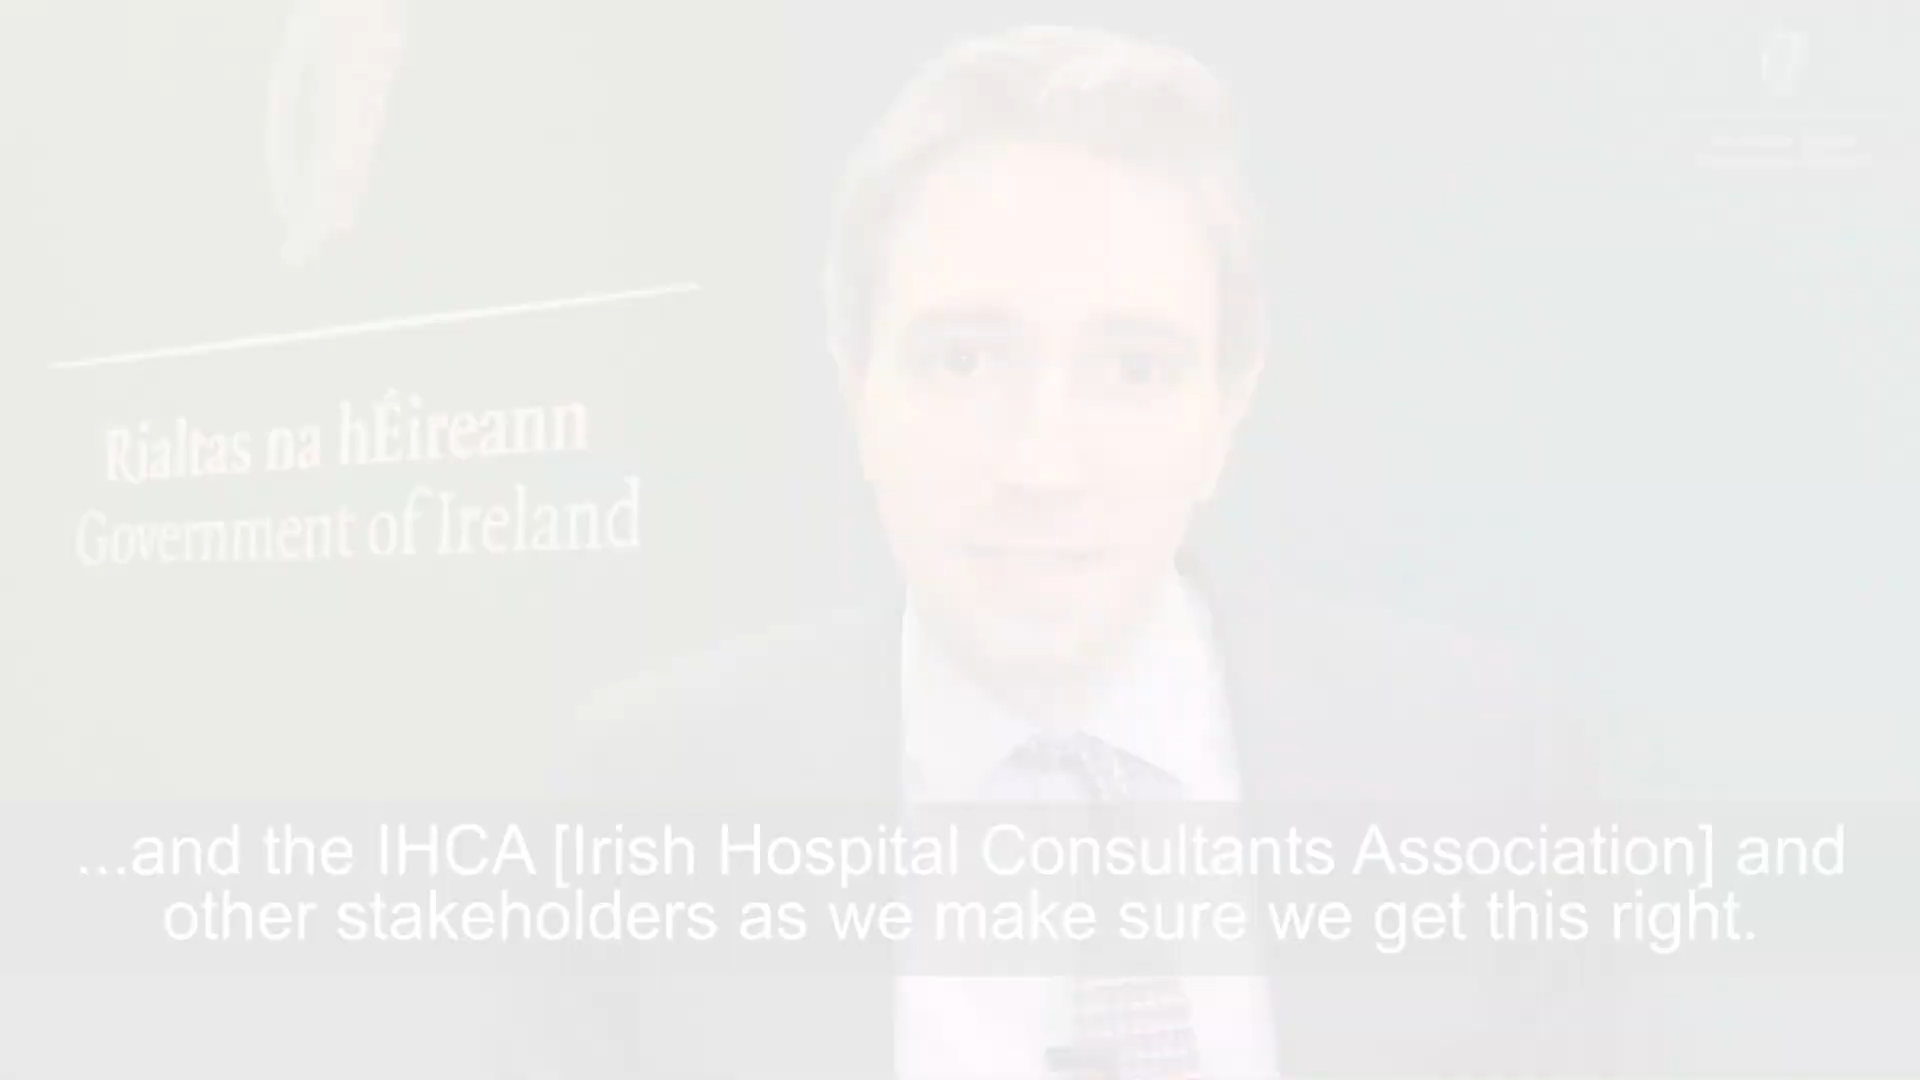 Rialtas na hÉireann
Government of Ireland
...and the IHCA [Irish Hospital Consultants Association] and
other stakeholders as we make sure we get this right.